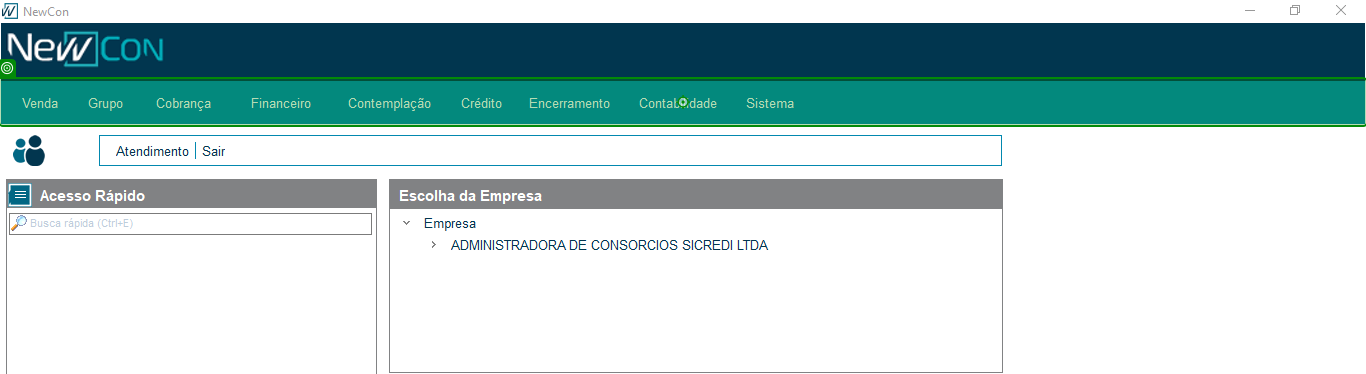 NewCon
NewCon
Venda Grupo Cobrança Financeiro Contemplação Crédito Encerramento Contabilidade Sistema
Atendimento | Sair
Acesso Rápido
Busca rápida (Ctrl+E)
Escolha da Empresa
Empresa
ADMINISTRADORA DE CONSORCIOS SICREDI LTDA